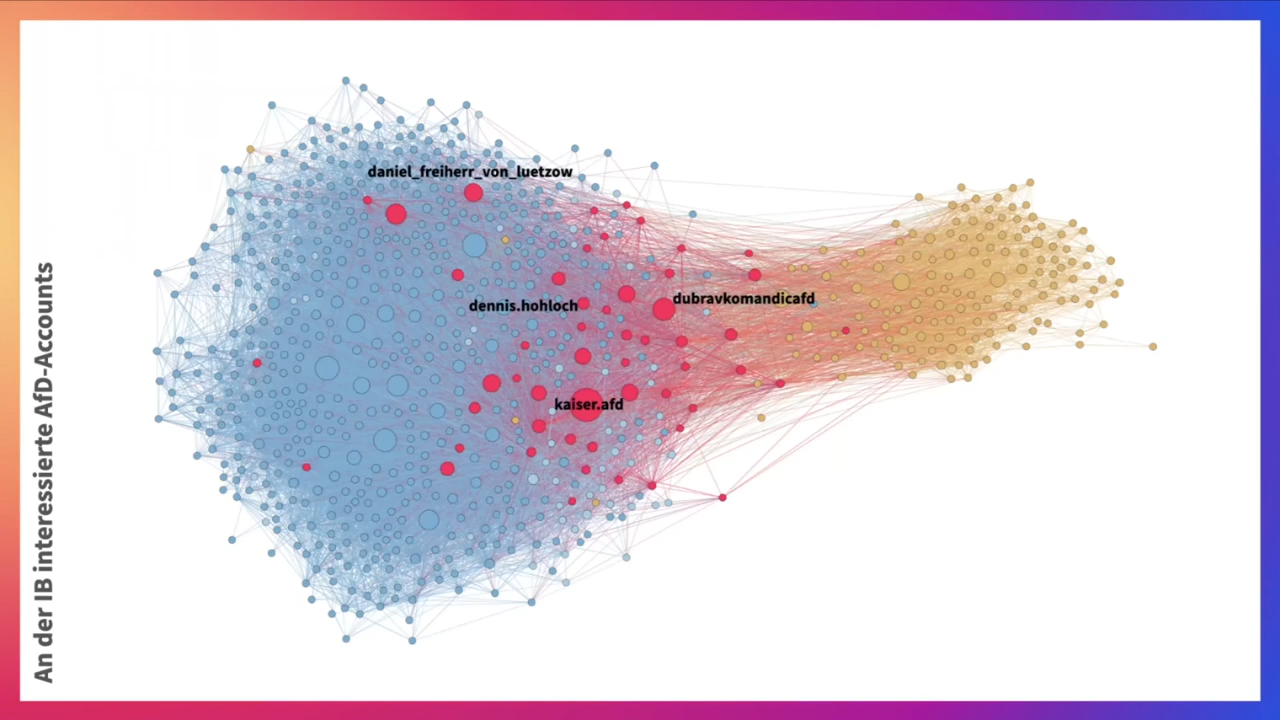 An der IB interessierte AfD-Accounts
daniel_freiherr_von_luetzow
dennis.hohloch
dubravkomandicafd
kaiser.afd